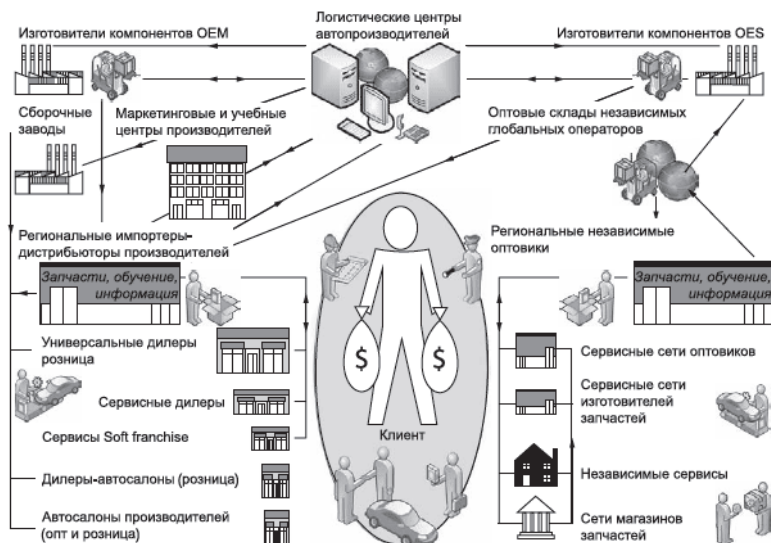 Логистические центры
автопроизводителей
Изготовители компонентов OEM
Изготовители компонентов OES
Сборочные
заводы
Маркетинговые и учебные
центры производителей
Оптовые склады независимых
глобальных операторов
Региональные импортеры-
дистрибьюторы производителей
Региональные независимые
оптовики
Запчасти, обучение,
информация
Запчасти, обучение,
информация
$ $
Универсальные дилеры
розница
Сервисные дилеры
Сервисы Soft franchise
Дилеры-автосалоны (розница)
Автосалоны производителей
(опт и розница)
Клиент
Сервисные сети оптовиков
Сервисные сети
изготовителей
запчастей
Независимые сервисы
Сети магазинов
запчастей